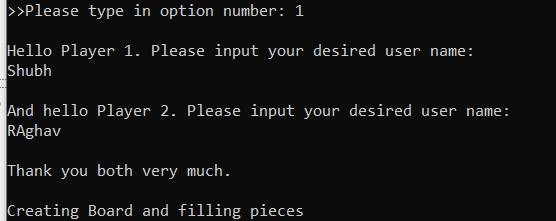 >>Please type in option number: 1
Hello Player 1. Please input your desired user name:
Shubh
And hello Player 2. Please input your desired user name:
RAghav
Thank you both very much.
Creating Board and filling pieces